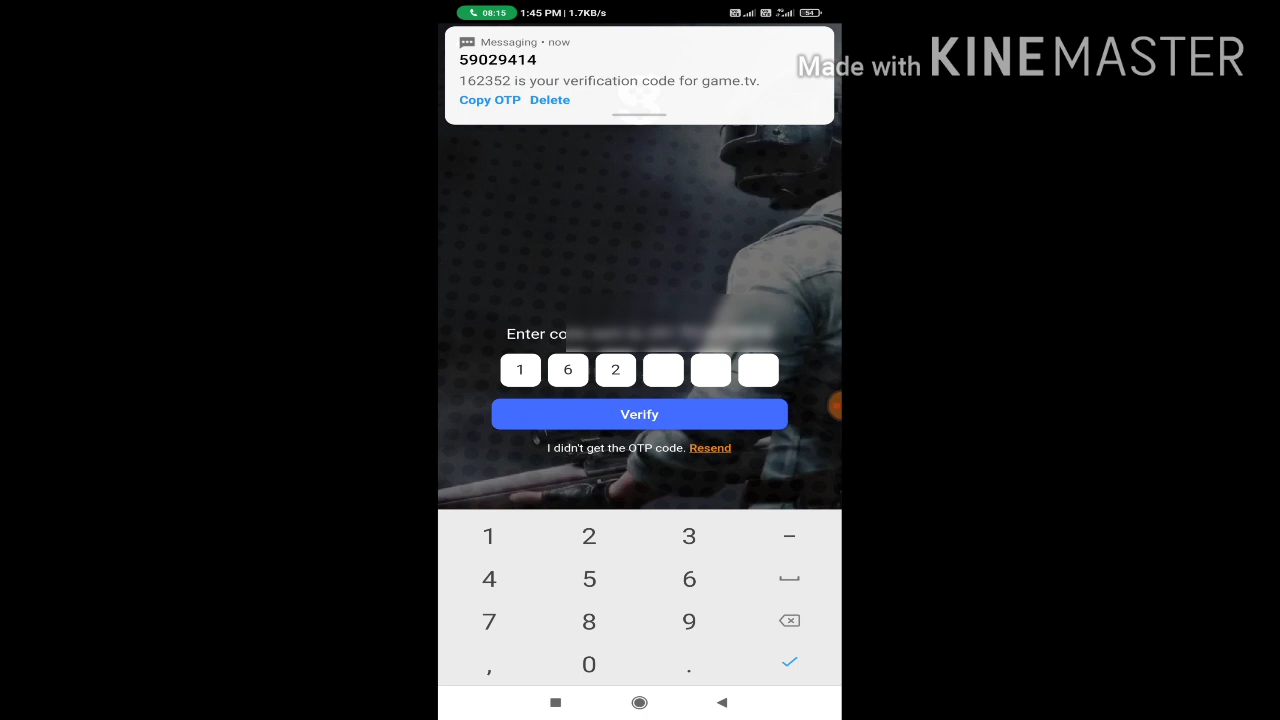 08:15 1:45 PM | 1.7KB/s 54
Messaging • now
59029414
162352 is your verification code for game.tv.
Copy OTP Delete
Made with KINEMASTER
Enter co
1 6 2
Verify
I didn't get the OTP code. Resend
1 2 3 –
4 5 6
7 8 9
, 0 .